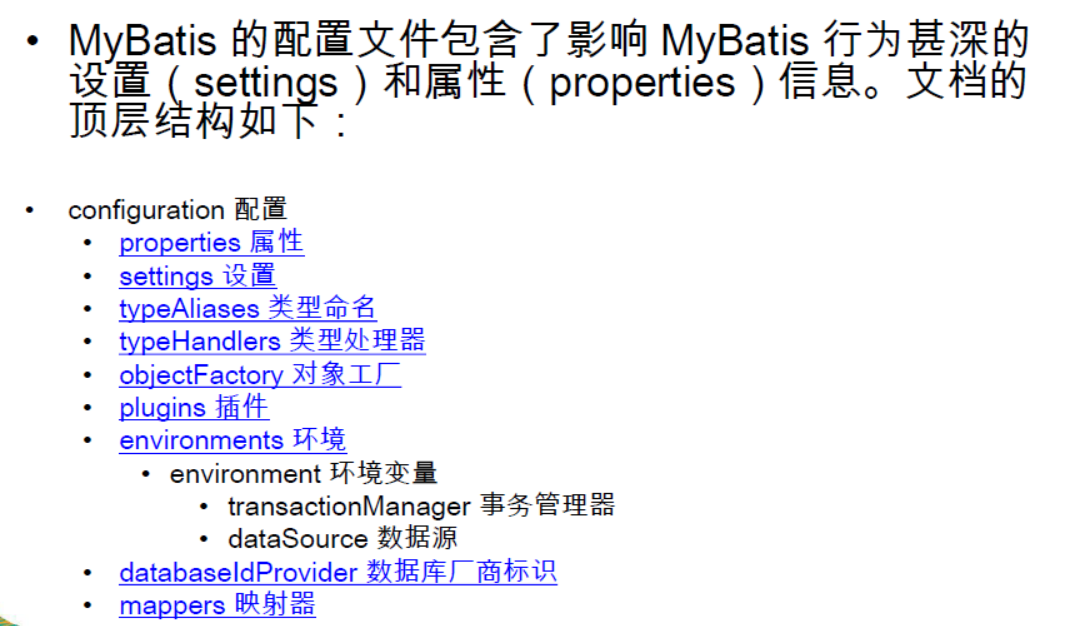 • MyBatis 的配置文件包含了影响 MyBatis 行为甚深的
设置（settings）和属性（properties）信息。文档的
顶层结构如下：
• configuration 配置
• properties 属性
• settings 设置
• typeAliases 类型命名
• typeHandlers 类型处理器
• objectFactory 对象工厂
• plugins 插件
• environments 环境
• environment 环境变量
• transactionManager 事务管理器
• dataSource 数据源
• databaseIdProvider 数据库厂商标识
• mappers 映射器